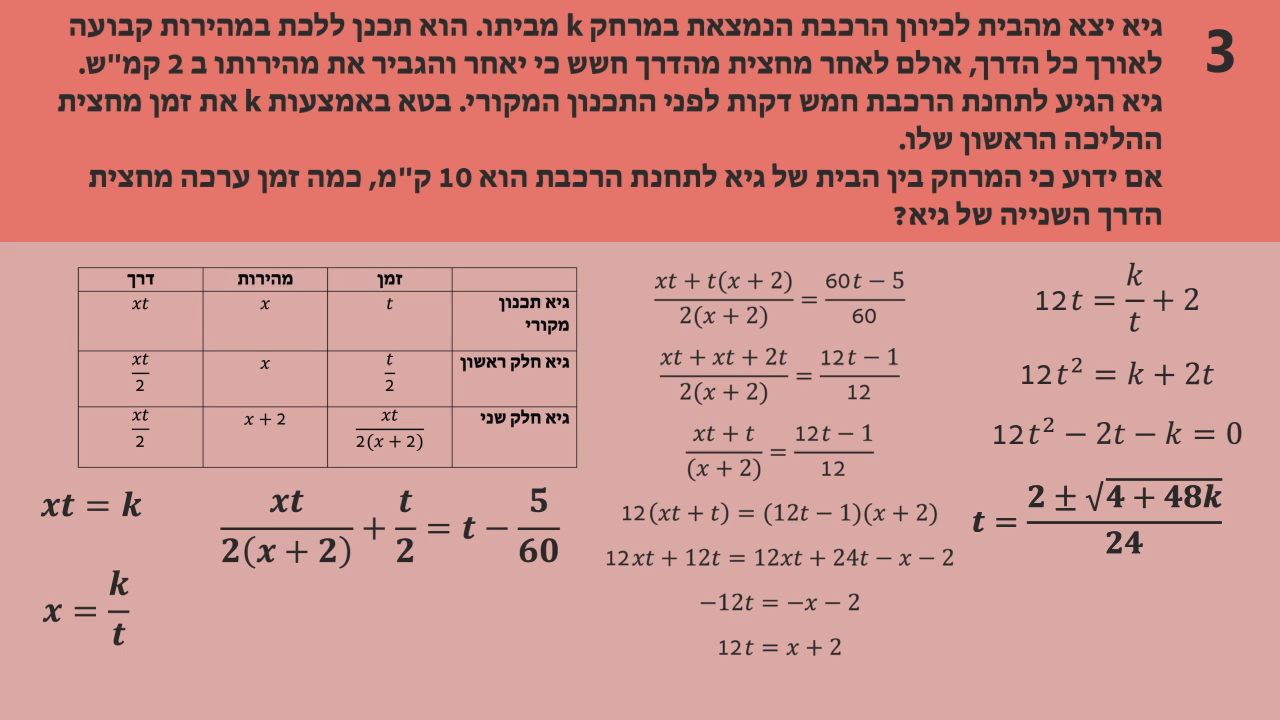 3
גיא יצא מהבית לכיוון הרכבת הנמצאת במרחק k מביתו. הוא תכנן ללכת במהירות קבועה
לאורך כל הדרך, אולם לאחר מחצית מהדרך חשש כי יאחר והגביר את מהירותו ב 2 קמ"ש.
גיא הגיע לתחנת הרכבת חמש דקות לפני התכנון המקורי. בטא באמצעות k את זמן מחצית
ההליכה הראשון שלו.
אם ידוע כי המרחק בין הבית של גיא לתחנת הרכבת הוא 10 ק"מ, כמה זמן ערכה מחצית
הדרך השנייה של גיא?
זמן מהירות דרך
גיא תכנון מקורי t x xt
גיא חלק ראשון t/2 x xt/2
גיא חלק שני xt/(2(x + 2)) x + 2 xt/2
xt = k
x = k/t
xt/(2(x + 2)) + t/2 = t − 5/60
(xt + t(x + 2))/(2(x + 2)) = (60t − 5)/60
(xt + xt + 2t)/(2(x + 2)) = (12t − 1)/12
(xt + t)/((x + 2)) = (12t − 1)/12
12(xt + t) = (12t − 1)(x + 2)
12xt + 12t = 12xt + 24t − x − 2
−12t = −x − 2
12t = x + 2
12t = k/t + 2
12t² = k + 2t
12t² − 2t − k = 0
t = (2 ± √(4 + 48k))/24